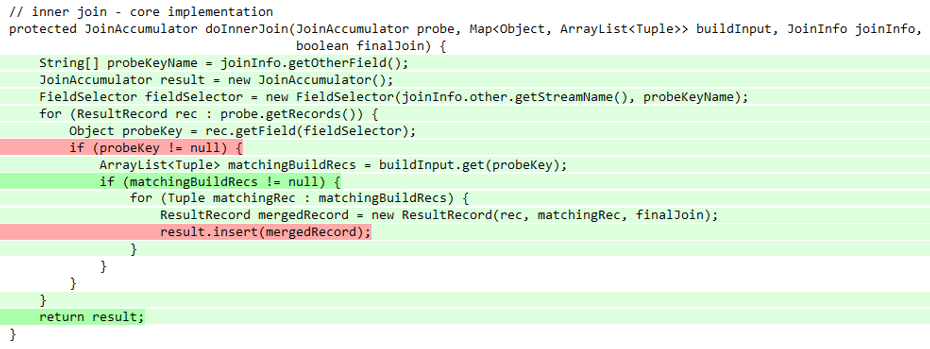 // inner join - core implementation
protected JoinAccumulator doInnerJoin(JoinAccumulator probe, Map<Object, ArrayList<Tuple>> buildInput, JoinInfo joinInfo,
                                      boolean finalJoin) {
    String[] probeKeyName = joinInfo.getOtherField();
    JoinAccumulator result = new JoinAccumulator();
    FieldSelector fieldSelector = new FieldSelector(joinInfo.other.getStreamName(), probeKeyName);
    for (ResultRecord rec : probe.getRecords()) {
        Object probeKey = rec.getField(fieldSelector);
        if (probeKey != null) {
            ArrayList<Tuple> matchingBuildRecs = buildInput.get(probeKey);
            if (matchingBuildRecs != null) {
                for (Tuple matchingRec : matchingBuildRecs) {
                    ResultRecord mergedRecord = new ResultRecord(rec, matchingRec, finalJoin);
                    result.insert(mergedRecord);
                }
            }
        }
    }
    return result;
}